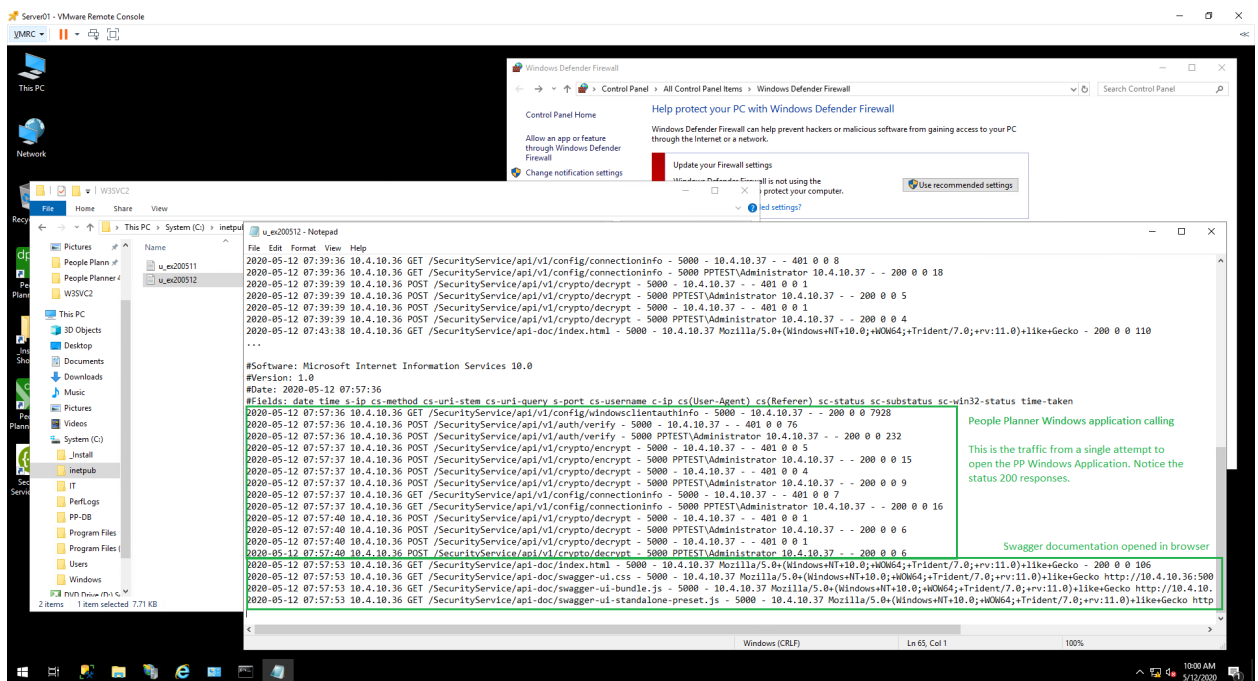 Server01 - VMware Remote Console
VMRC
This PC
Network
Windows Defender Firewall
Control Panel > All Control Panel Items > Windows Defender Firewall
Search Control Panel
Control Panel Home
Allow an app or feature
through Windows Defender
Firewall
Change notification settings
Help protect your PC with Windows Defender Firewall
Windows Defender Firewall can help prevent hackers or malicious software from gaining access to your PC
through the Internet or a network.
Update your Firewall settings
Use recommended settings
W3SVC2
File Home Share View
This PC > System (C:) >
Pictures
People Plann
People Planner 4
W3SVC2
This PC
3D Objects
Desktop
Documents
Downloads
Music
Pictures
Videos
System (C:)
_Install
inetpub
IT
PerfLogs
PP-DB
Program Files
Program Files (
Users
Windows
Name
u_ex200511
u_ex200512
2 items 1 item selected 7.71 KB
u_ex200512 - Notepad
File Edit Format View Help
2020-05-12 07:39:36 10.4.10.36 GET /SecurityService/api/v1/config/connectioninfo - 5000 - 10.4.10.37 - - 401 0 0 8
2020-05-12 07:39:36 10.4.10.36 GET /SecurityService/api/v1/config/connectioninfo - 5000 PPTEST\Administrator 10.4.10.37 - - 200 0 0 18
2020-05-12 07:39:39 10.4.10.36 POST /SecurityService/api/v1/crypto/decrypt - 5000 - 10.4.10.37 - - 401 0 0 1
2020-05-12 07:39:39 10.4.10.36 POST /SecurityService/api/v1/crypto/decrypt - 5000 PPTEST\Administrator 10.4.10.37 - - 200 0 0 5
2020-05-12 07:39:39 10.4.10.36 POST /SecurityService/api/v1/crypto/decrypt - 5000 - 10.4.10.37 - - 401 0 0 1
2020-05-12 07:39:39 10.4.10.36 POST /SecurityService/api/v1/crypto/decrypt - 5000 PPTEST\Administrator 10.4.10.37 - - 200 0 0 4
2020-05-12 07:43:38 10.4.10.36 GET /SecurityService/api-doc/index.html - 5000 - 10.4.10.37 Mozilla/5.0+(Windows+NT+10.0;+WOW64;+Trident/7.0;+rv:11.0)+like+Gecko - 200 0 0 110
...
#Software: Microsoft Internet Information Services 10.0
#Version: 1.0
#Date: 2020-05-12 07:57:36
#Fields: date time s-ip cs-method cs-uri-stem cs-uri-query s-port cs-username c-ip cs(User-Agent) cs(Referer) sc-status sc-substatus sc-win32-status time-taken
2020-05-12 07:57:36 10.4.10.36 GET /SecurityService/api/v1/config/windowsclientauthinfo - 5000 - 10.4.10.37 - - 200 0 0 7928
2020-05-12 07:57:36 10.4.10.36 POST /SecurityService/api/v1/auth/verify - 5000 - 10.4.10.37 - - 401 0 0 76
2020-05-12 07:57:36 10.4.10.36 POST /SecurityService/api/v1/auth/verify - 5000 PPTEST\Administrator 10.4.10.37 - - 200 0 0 232
2020-05-12 07:57:36 10.4.10.36 POST /SecurityService/api/v1/crypto/decrypt - 5000 - 10.4.10.37 - - 401 0 0 5
2020-05-12 07:57:37 10.4.10.36 POST /SecurityService/api/v1/crypto/decrypt - 5000 PPTEST\Administrator 10.4.10.37 - - 200 0 0 15
2020-05-12 07:57:37 10.4.10.36 POST /SecurityService/api/v1/crypto/decrypt - 5000 - 10.4.10.37 - - 401 0 0 4
2020-05-12 07:57:37 10.4.10.36 POST /SecurityService/api/v1/crypto/decrypt - 5000 PPTEST\Administrator 10.4.10.37 - - 200 0 0 9
2020-05-12 07:57:37 10.4.10.36 GET /SecurityService/api/v1/config/connectioninfo - 5000 - 10.4.10.37 - - 401 0 0 7
2020-05-12 07:57:37 10.4.10.36 GET /SecurityService/api/v1/config/connectioninfo - 5000 PPTEST\Administrator 10.4.10.37 - - 200 0 0 16
2020-05-12 07:57:40 10.4.10.36 POST /SecurityService/api/v1/crypto/decrypt - 5000 - 10.4.10.37 - - 401 0 0 1
2020-05-12 07:57:40 10.4.10.36 POST /SecurityService/api/v1/crypto/decrypt - 5000 PPTEST\Administrator 10.4.10.37 - - 200 0 0 6
2020-05-12 07:57:40 10.4.10.36 POST /SecurityService/api/v1/crypto/decrypt - 5000 - 10.4.10.37 - - 401 0 0 1
2020-05-12 07:57:40 10.4.10.36 POST /SecurityService/api/v1/crypto/decrypt - 5000 PPTEST\Administrator 10.4.10.37 - - 200 0 0 6
2020-05-12 07:57:53 10.4.10.36 GET /SecurityService/api-doc/index.html - 5000 - 10.4.10.37 Mozilla/5.0+(Windows+NT+10.0;+WOW64;+Trident/7.0;+rv:11.0)+like+Gecko - 200 0 0 106
2020-05-12 07:57:53 10.4.10.36 GET /SecurityService/api-doc/swagger-ui.css - 5000 - 10.4.10.37 Mozilla/5.0+(Windows+NT+10.0;+WOW64;+Trident/7.0;+rv:11.0)+like+Gecko http://10.4.10.36:500
2020-05-12 07:57:53 10.4.10.36 GET /SecurityService/api-doc/swagger-ui-bundle.js - 5000 - 10.4.10.37 Mozilla/5.0+(Windows+NT+10.0;+WOW64;+Trident/7.0;+rv:11.0)+like+Gecko http://10.4.10.
2020-05-12 07:57:53 10.4.10.36 GET /SecurityService/api-doc/swagger-ui-standalone-preset.js - 5000 - 10.4.10.37 Mozilla/5.0+(Windows+NT+10.0;+WOW64;+Trident/7.0;+rv:11.0)+like+Gecko http
People Planner Windows application calling
This is the traffic from a single attempt to
open the PP Windows Application. Notice the
status 200 responses.
Swagger documentation opened in browser
Windows (CRLF) Ln 65, Col 1 100%
10:00 AM
5/12/2020